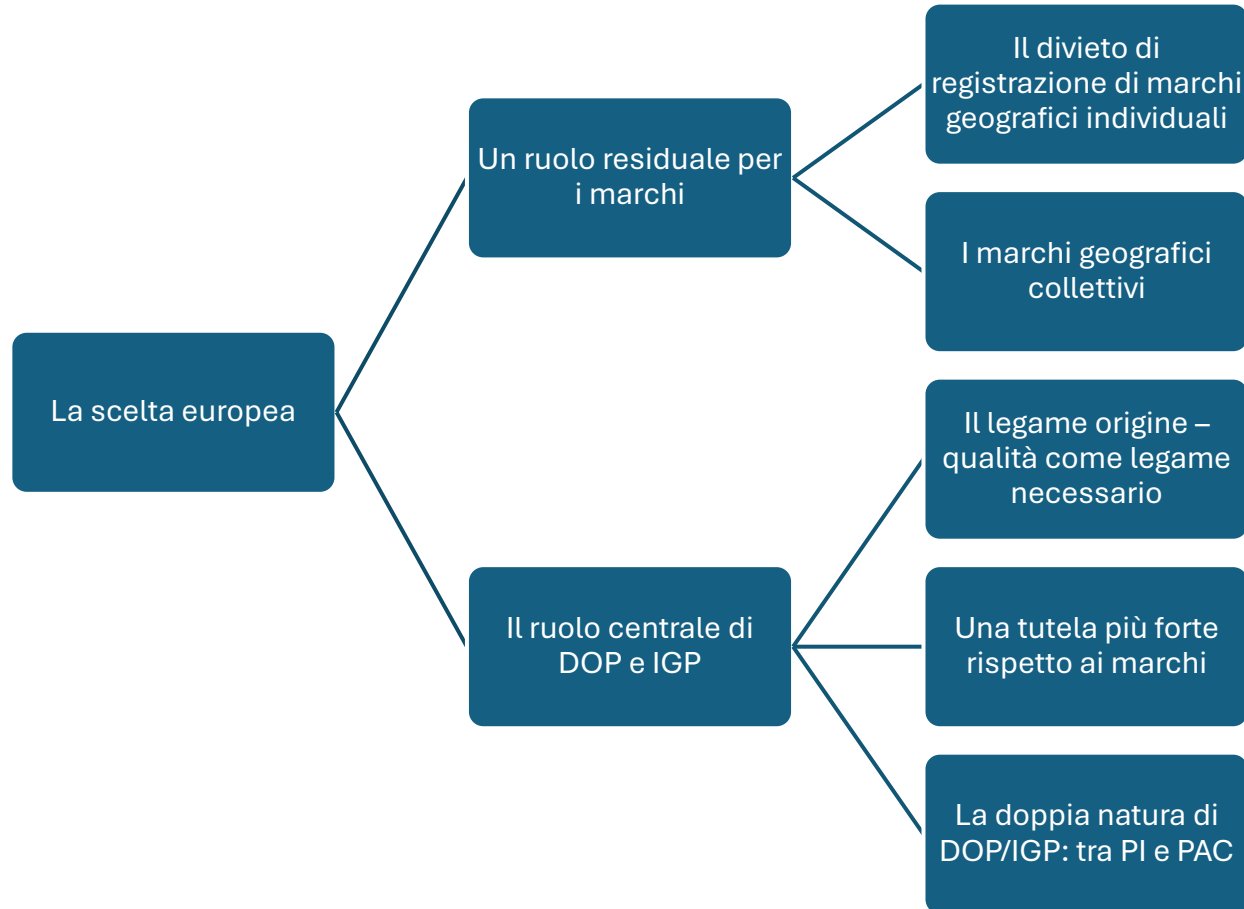 La scelta europea
Un ruolo residuale per
i marchi
Il divieto di
registrazione di marchi
geografici individuali
I marchi geografici
collettivi
Il ruolo centrale di
DOP e IGP
Il legame origine –
qualità come legame
necessario
Una tutela più forte
rispetto ai marchi
La doppia natura di
DOP/IGP: tra PI e PAC